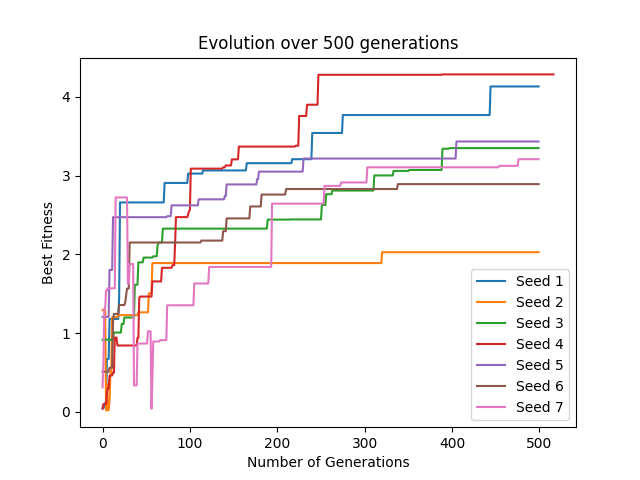 Evolution over 500 generations
Best Fitness
4
3
2
1
0
0 100 200 300 400 500
Number of Generations
Seed 1
Seed 2
Seed 3
Seed 4
Seed 5
Seed 6
Seed 7